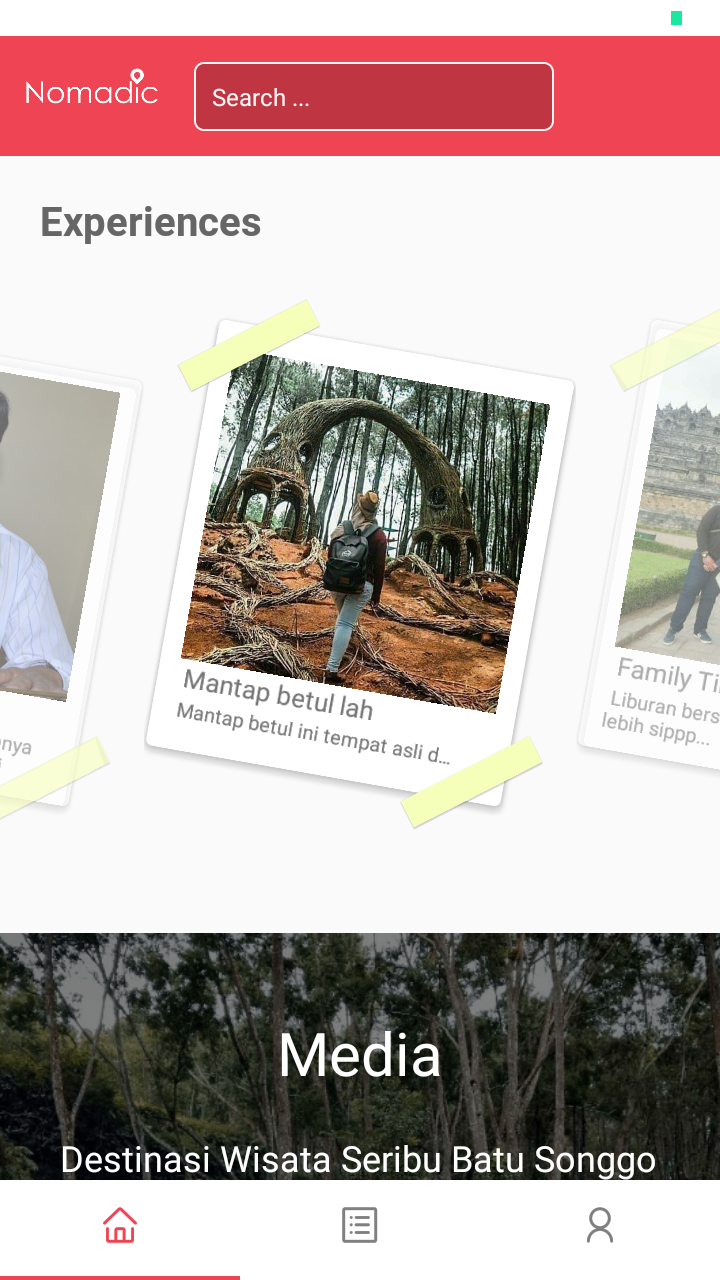 Nomadic
Search ...
Experiences
Mantap betul lah
Mantap betul ini tempat asli d...
nya
Family Ti
Liburan bers
lebih sippp...
Media
Destinasi Wisata Seribu Batu Songgo